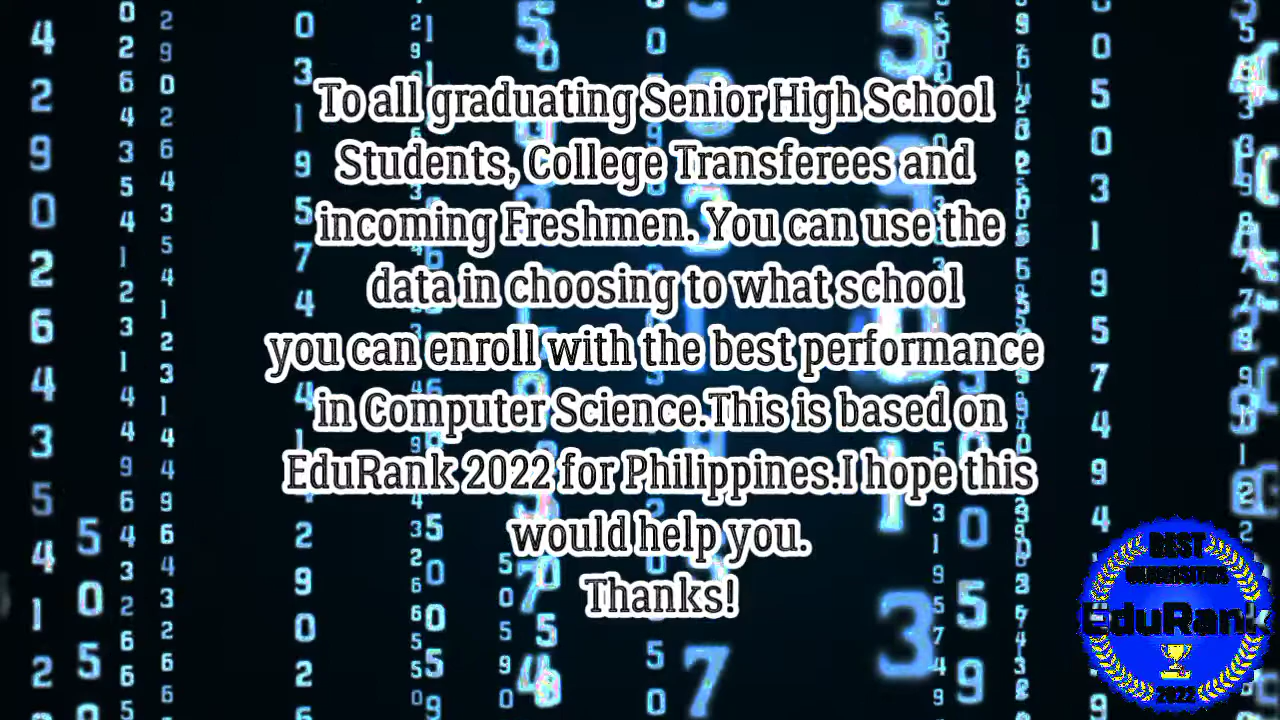 To all graduating Senior High School
Students, College Transferees and
incoming Freshmen. You can use the
data in choosing to what school
you can enroll with the best performance
in Computer Science.This is based on
EduRank 2022 for Philippines.I hope this
would help you.
Thanks!
BEST
UNIVERSITIES
EduRank
2022